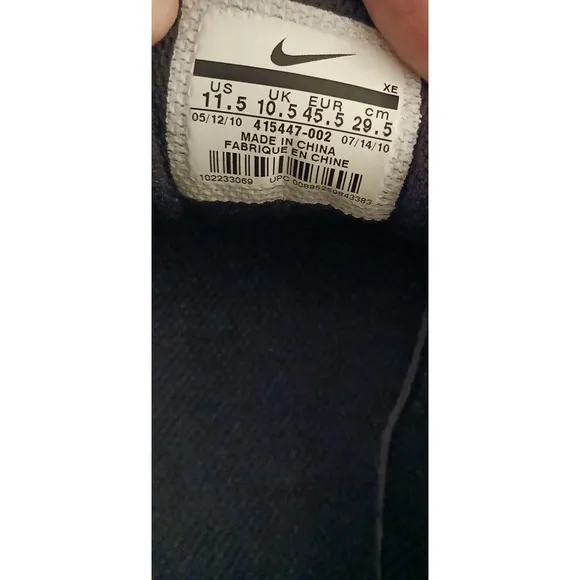 XE
US UK EUR cm
11.5 10.5 45.5 29.5
05/12/10 415447-002 07/14/10
MADE IN CHINA
FABRIQUE EN CHINE
102233069 UPC 00885259843383